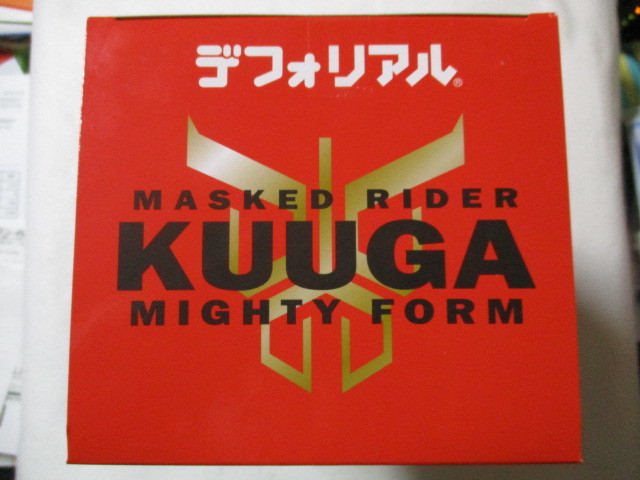 デフォリアル®
MASKED RIDER
KUUGA
MIGHTY FORM